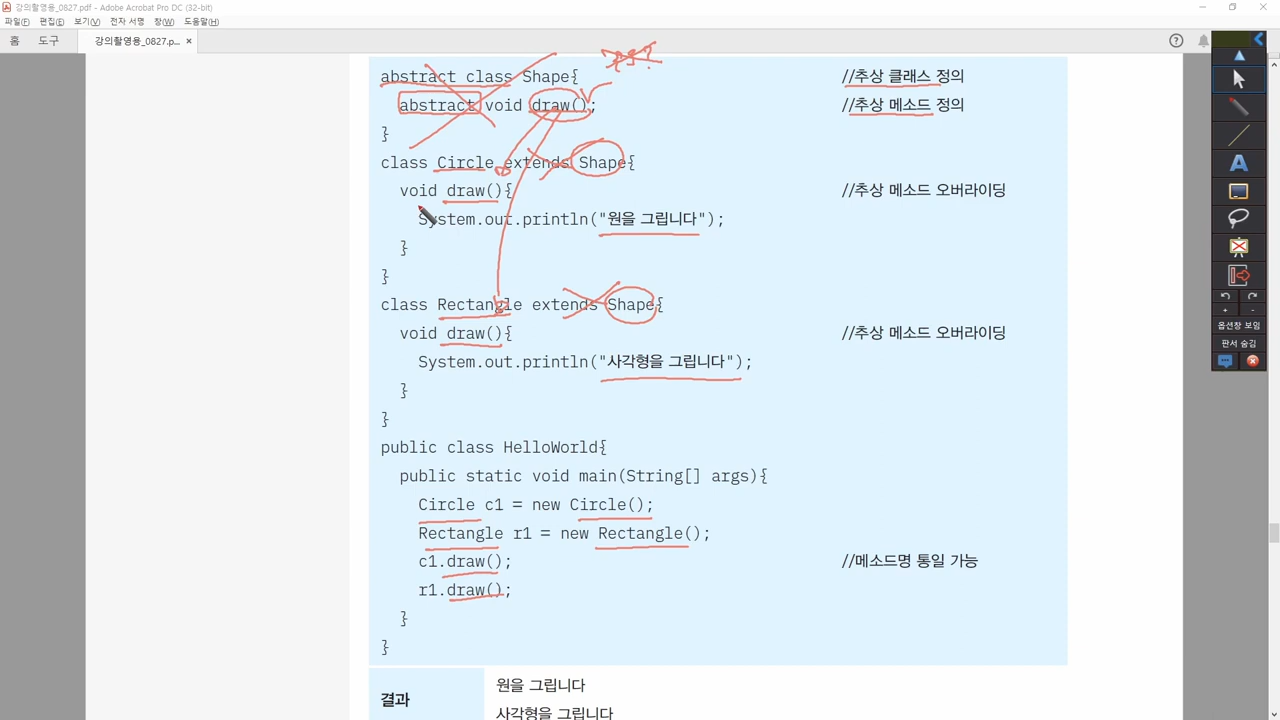 강의촬영용_0827.pdf - Adobe Acrobat Pro DC (32-bit)
파일(F) 편집(E) 보기(V) 전자 서명 창(W) 도움말(H)
홈 도구 강의촬영용_0827.p... ×
abstract class Shape{ //추상 클래스 정의
abstract void draw(); //추상 메소드 정의
}
class Circle extends Shape{
void draw(){ //추상 메소드 오버라이딩
System.out.println("원을 그립니다");
}
}
class Rectangle extends Shape{
void draw(){ //추상 메소드 오버라이딩
System.out.println("사각형을 그립니다");
}
}
public class HelloWorld{
public static void main(String[] args){
Circle c1 = new Circle();
Rectangle r1 = new Rectangle();
c1.draw(); //메소드명 통일 가능
r1.draw();
}
}
결과
원을 그립니다
사각형을 그립니다
A
+ -
옵션창 보임
판서 숨김